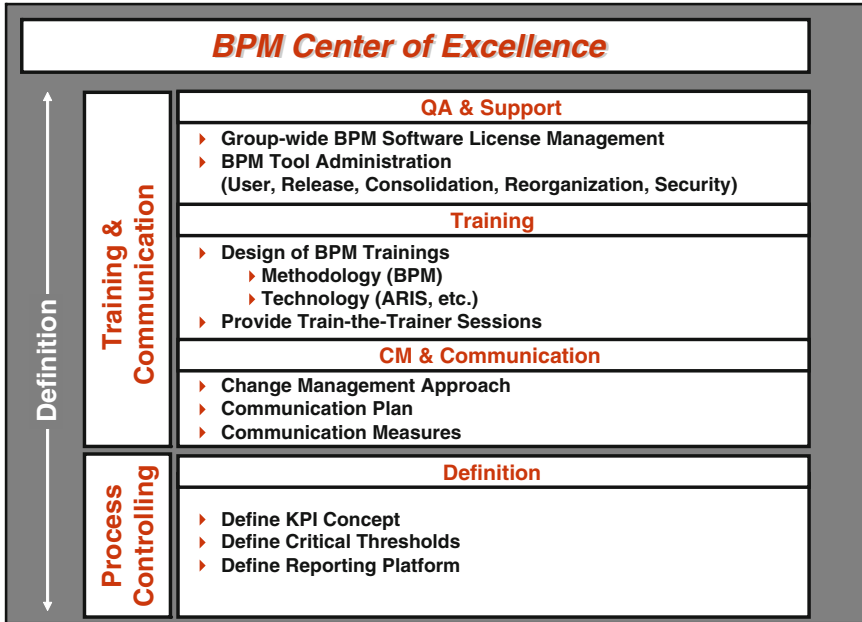 BPM Center of Excellence
Definition
Training &
Communication
QA & Support
Group-wide BPM Software License Management
BPM Tool Administration
(User, Release, Consolidation, Reorganization, Security)
Training
Design of BPM Trainings
Methodology (BPM)
Technology (ARIS, etc.)
Provide Train-the-Trainer Sessions
CM & Communication
Change Management Approach
Communication Plan
Communication Measures
Process
Controlling
Definition
Define KPI Concept
Define Critical Thresholds
Define Reporting Platform